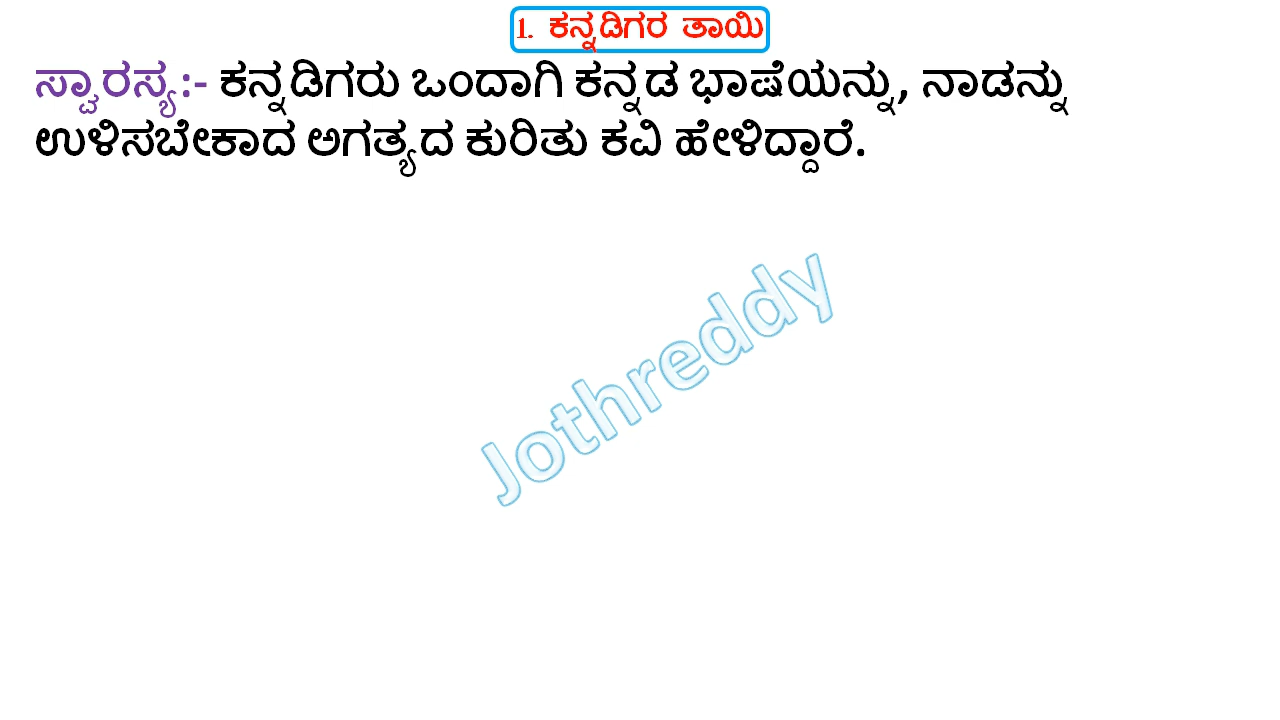 1. ಕನ್ನಡಿಗರ ತಾಯಿ
ಸ್ವಾರಸ್ಯ:- ಕನ್ನಡಿಗರು ಒಂದಾಗಿ ಕನ್ನಡ ಭಾಷೆಯನ್ನು, ನಾಡನ್ನು
ಉಳಿಸಬೇಕಾದ ಅಗತ್ಯದ ಕುರಿತು ಕವಿ ಹೇಳಿದ್ದಾರೆ.
Jothreddy